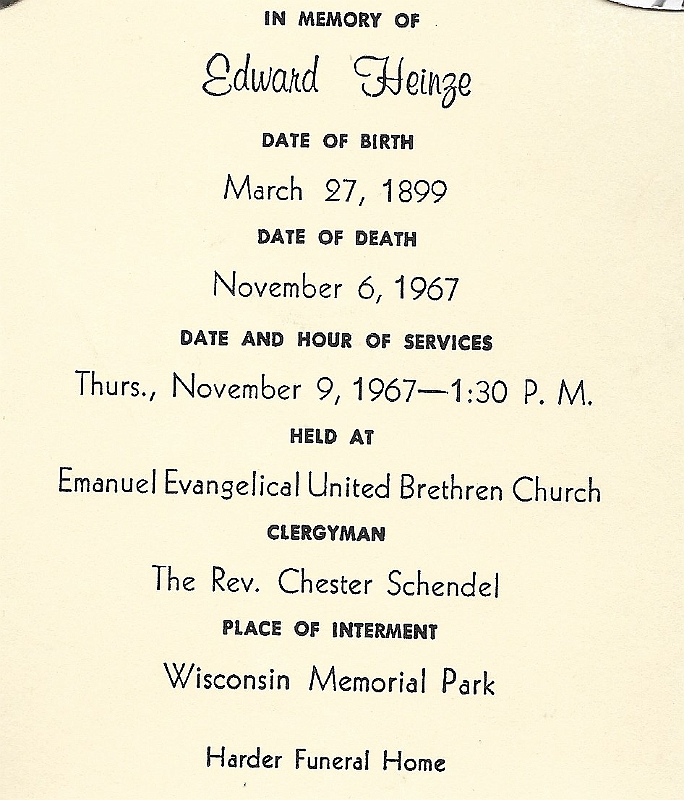 IN MEMORY OF
Edward Heinze
DATE OF BIRTH
March 27, 1899
DATE OF DEATH
November 6, 1967
DATE AND HOUR OF SERVICES
Thurs., November 9, 1967—1:30 P. M.
HELD AT
Emanuel Evangelical United Brethren Church
CLERGYMAN
The Rev. Chester Schendel
PLACE OF INTERMENT
Wisconsin Memorial Park
Harder Funeral Home